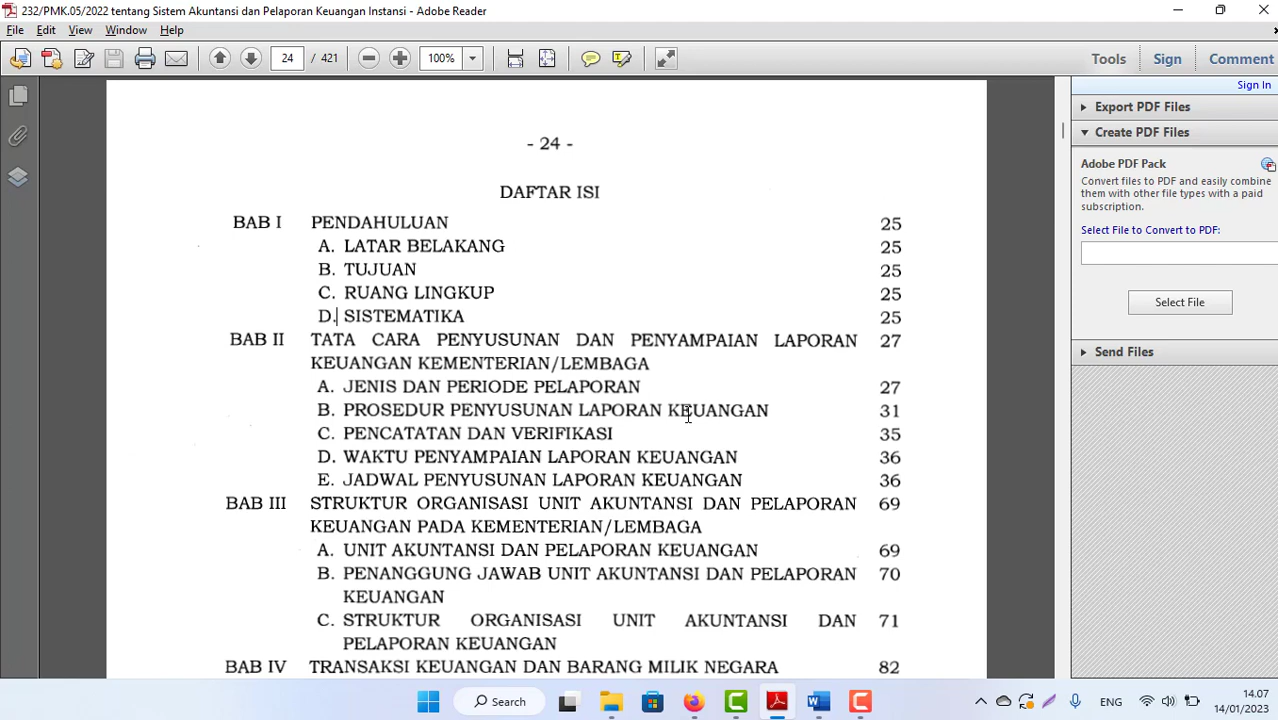 232/PMK.05/2022 tentang Sistem Akuntansi dan Pelaporan Keuangan Instansi - Adobe Reader
File Edit View Window Help
24 / 421 100% Tools Sign Comment
Sign In
Export PDF Files
Create PDF Files
Adobe PDF Pack
Convert files to PDF and easily combine
them with other file types with a paid
subscription.
Select File to Convert to PDF:
Select File
Send Files
- 24 -
DAFTAR ISI
BAB I PENDAHULUAN 25
A. LATAR BELAKANG 25
B. TUJUAN 25
C. RUANG LINGKUP 25
D. SISTEMATIKA 25
BAB II TATA CARA PENYUSUNAN DAN PENYAMPAIAN LAPORAN 27
KEUANGAN KEMENTERIAN/LEMBAGA
A. JENIS DAN PERIODE PELAPORAN 27
B. PROSEDUR PENYUSUNAN LAPORAN KEUANGAN 31
C. PENCATATAN DAN VERIFIKASI 35
D. WAKTU PENYAMPAIAN LAPORAN KEUANGAN 36
E. JADWAL PENYUSUNAN LAPORAN KEUANGAN 36
BAB III STRUKTUR ORGANISASI UNIT AKUNTANSI DAN PELAPORAN 69
KEUANGAN PADA KEMENTERIAN/LEMBAGA
A. UNIT AKUNTANSI DAN PELAPORAN KEUANGAN 69
B. PENANGGUNG JAWAB UNIT AKUNTANSI DAN PELAPORAN 70
KEUANGAN
C. STRUKTUR ORGANISASI UNIT AKUNTANSI DAN 71
PELAPORAN KEUANGAN
BAB IV TRANSAKSI KEUANGAN DAN BARANG MILIK NEGARA 82
Search ENG 14.07
14/01/2023